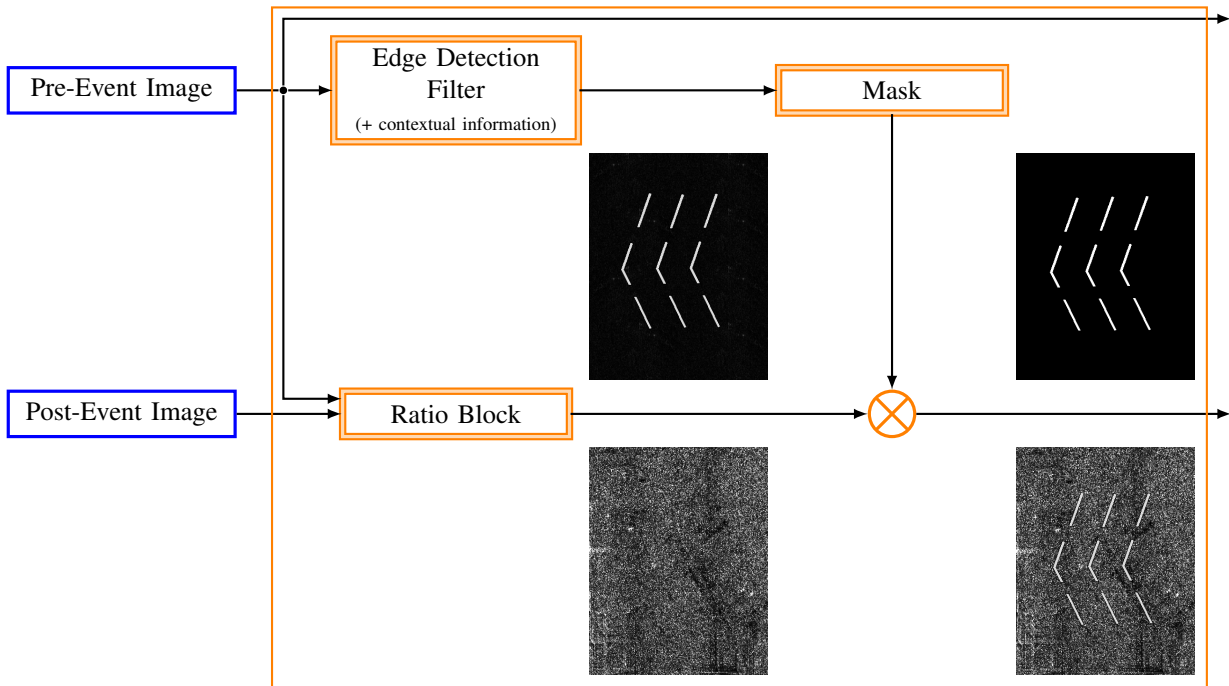 Edge Detection
Filter
(+ contextual information)
Pre-Event Image
Mask
Post-Event Image
Ratio Block